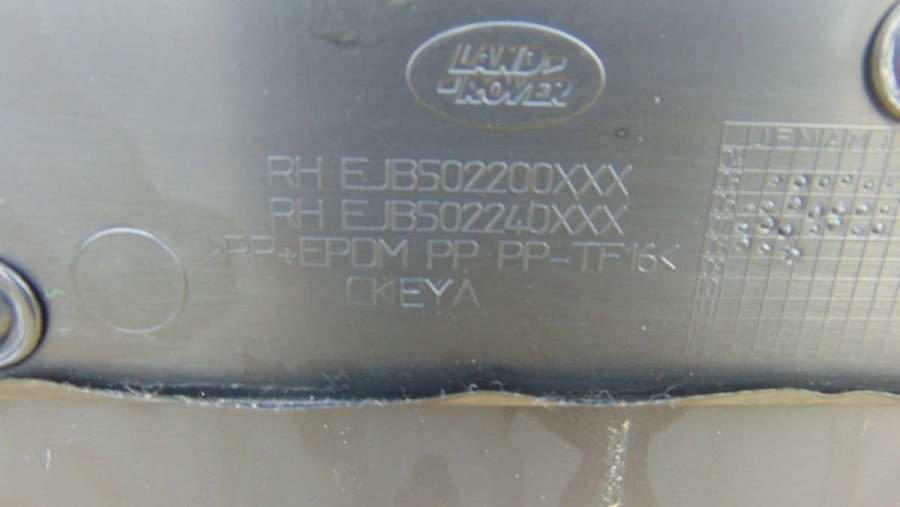 LAND-
-ROVER
RH EJB502200XXX
RH EJB502240XXX
>PP+EPDM PP PP-TF16<
CKEYA